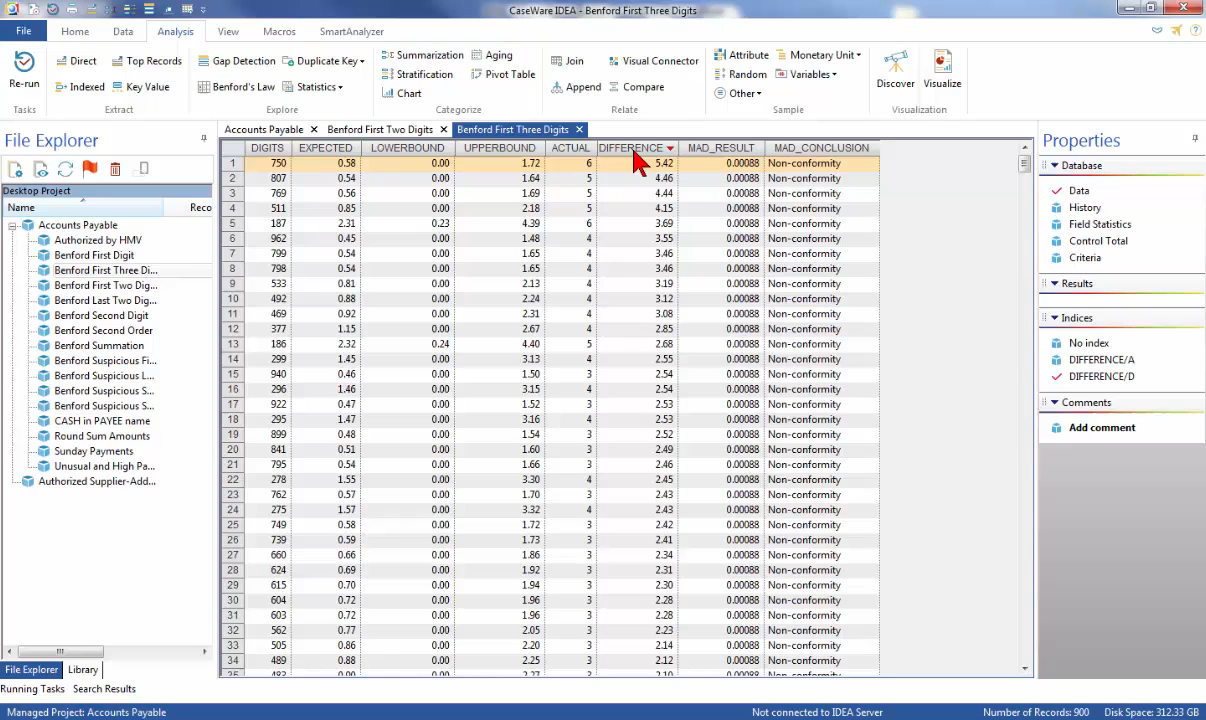 CaseWare IDEA - Benford First Three Digits
File Home Data Analysis View Macros SmartAnalyzer
Re-run
Tasks
Direct Top Records
Indexed Key Value
Extract
Gap Detection Duplicate Key
Benford's Law Statistics
Explore
Summarization Aging
Stratification Pivot Table
Chart
Categorize
Join Visual Connector
Append Compare
Relate
Attribute Monetary Unit
Random Variables
Other
Sample
Discover Visualize
Visualization
File Explorer
Desktop Project
Name Reco
Accounts Payable
Authorized by HMV
Benford First Digit
Benford First Three Di...
Benford First Two Dig...
Benford Last Two Dig...
Benford Second Digit
Benford Second Order
Benford Summation
Benford Suspicious Fi...
Benford Suspicious L...
Benford Suspicious S...
Benford Suspicious S...
CASH in PAYEE name
Round Sum Amounts
Sunday Payments
Unusual and High Pa...
Authorized Supplier-Add...
File Explorer Library
Running Tasks Search Results
Accounts Payable Benford First Two Digits Benford First Three Digits
DIGITS EXPECTED LOWERBOUND UPPERBOUND ACTUAL DIFFERENCE MAD_RESULT MAD_CONCLUSION
1 750 0.58 0.00 1.72 6 5.42 0.00088 Non-conformity
2 807 0.54 0.00 1.64 5 4.46 0.00088 Non-conformity
3 769 0.56 0.00 1.69 5 4.44 0.00088 Non-conformity
4 511 0.85 0.00 2.18 5 4.15 0.00088 Non-conformity
5 187 2.31 0.23 4.39 6 3.69 0.00088 Non-conformity
6 962 0.45 0.00 1.48 4 3.55 0.00088 Non-conformity
7 799 0.54 0.00 1.65 4 3.46 0.00088 Non-conformity
8 798 0.54 0.00 1.65 4 3.46 0.00088 Non-conformity
9 533 0.81 0.00 2.13 4 3.19 0.00088 Non-conformity
10 492 0.88 0.00 2.24 4 3.12 0.00088 Non-conformity
11 469 0.92 0.00 2.31 4 3.08 0.00088 Non-conformity
12 377 1.15 0.00 2.67 4 2.85 0.00088 Non-conformity
13 186 2.32 0.24 4.40 5 2.68 0.00088 Non-conformity
14 299 1.45 0.00 3.13 4 2.55 0.00088 Non-conformity
15 940 0.46 0.00 1.50 3 2.54 0.00088 Non-conformity
16 296 1.46 0.00 3.15 4 2.54 0.00088 Non-conformity
17 922 0.47 0.00 1.52 3 2.53 0.00088 Non-conformity
18 295 1.47 0.00 3.16 4 2.53 0.00088 Non-conformity
19 899 0.48 0.00 1.54 3 2.52 0.00088 Non-conformity
20 841 0.51 0.00 1.60 3 2.49 0.00088 Non-conformity
21 795 0.54 0.00 1.66 3 2.46 0.00088 Non-conformity
22 278 1.55 0.00 3.30 4 2.45 0.00088 Non-conformity
23 762 0.57 0.00 1.70 3 2.43 0.00088 Non-conformity
24 275 1.57 0.00 3.32 4 2.43 0.00088 Non-conformity
25 749 0.58 0.00 1.72 3 2.42 0.00088 Non-conformity
26 739 0.59 0.00 1.73 3 2.41 0.00088 Non-conformity
27 660 0.66 0.00 1.86 3 2.34 0.00088 Non-conformity
28 624 0.69 0.00 1.92 3 2.31 0.00088 Non-conformity
29 615 0.70 0.00 1.94 3 2.30 0.00088 Non-conformity
30 604 0.72 0.00 1.96 3 2.28 0.00088 Non-conformity
31 603 0.72 0.00 1.96 3 2.28 0.00088 Non-conformity
32 562 0.77 0.00 2.05 3 2.23 0.00088 Non-conformity
33 505 0.86 0.00 2.20 3 2.14 0.00088 Non-conformity
34 489 0.88 0.00 2.25 3 2.12 0.00088 Non-conformity
Properties
Database
Data
History
Field Statistics
Control Total
Criteria
Results
Indices
No index
DIFFERENCE/A
DIFFERENCE/D
Comments
Add comment
Managed Project: Accounts Payable Not connected to IDEA Server Number of Records: 900 Disk Space: 312.33 GB